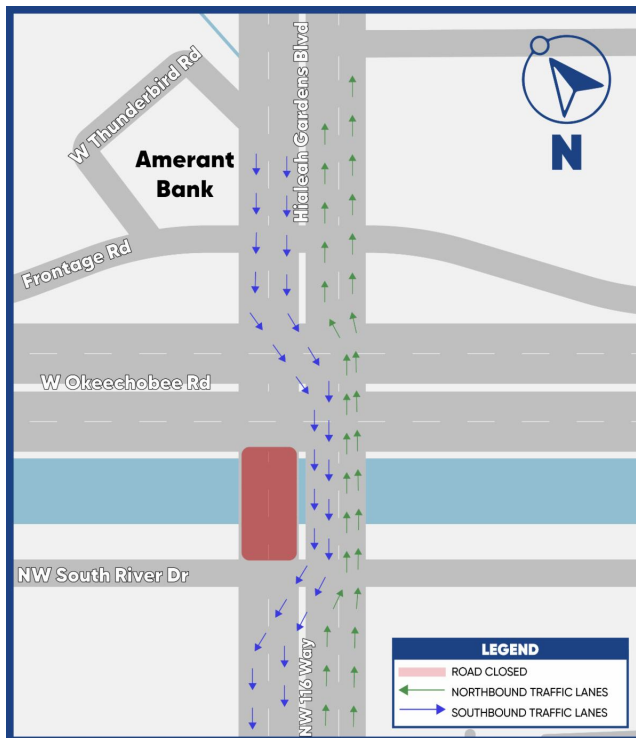 Hialeah Gardens Blvd
W Thunderbird Rd
Amerant
Bank
N
Frontage Rd
W Okeechobee Rd
NW South River Dr
NW 116 Way
LEGEND
ROAD CLOSED
NORTHBOUND TRAFFIC LANES
SOUTHBOUND TRAFFIC LANES